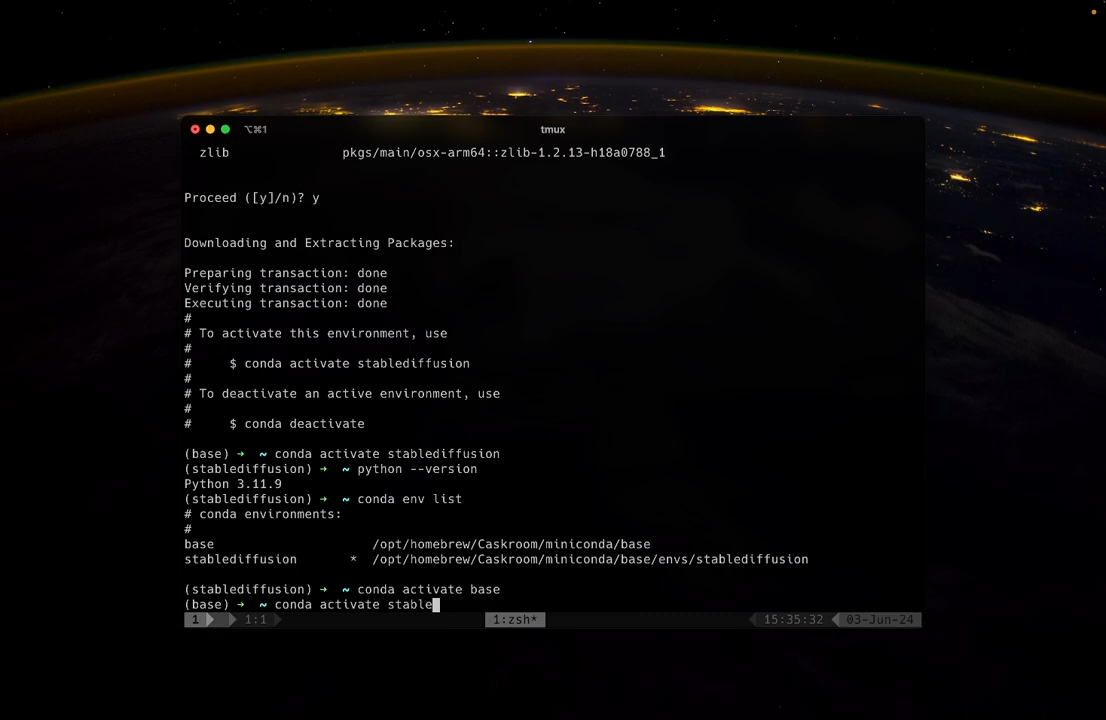 ⌥⌘1 tmux
zlib pkgs/main/osx-arm64::zlib-1.2.13-h18a0788_1
Proceed ([y]/n)? y
Downloading and Extracting Packages:
Preparing transaction: done
Verifying transaction: done
Executing transaction: done
#
# To activate this environment, use
#
# $ conda activate stablediffusion
#
# To deactivate an active environment, use
#
# $ conda deactivate
(base) → ~ conda activate stablediffusion
(stablediffusion) → ~ python --version
Python 3.11.9
(stablediffusion) → ~ conda env list
# conda environments:
#
base /opt/homebrew/Caskroom/miniconda/base
stablediffusion * /opt/homebrew/Caskroom/miniconda/base/envs/stablediffusion
(stablediffusion) → ~ conda activate base
(base) → ~ conda activate stable
1 1:1 1:zsh* 15:35:32 03-Jun-24